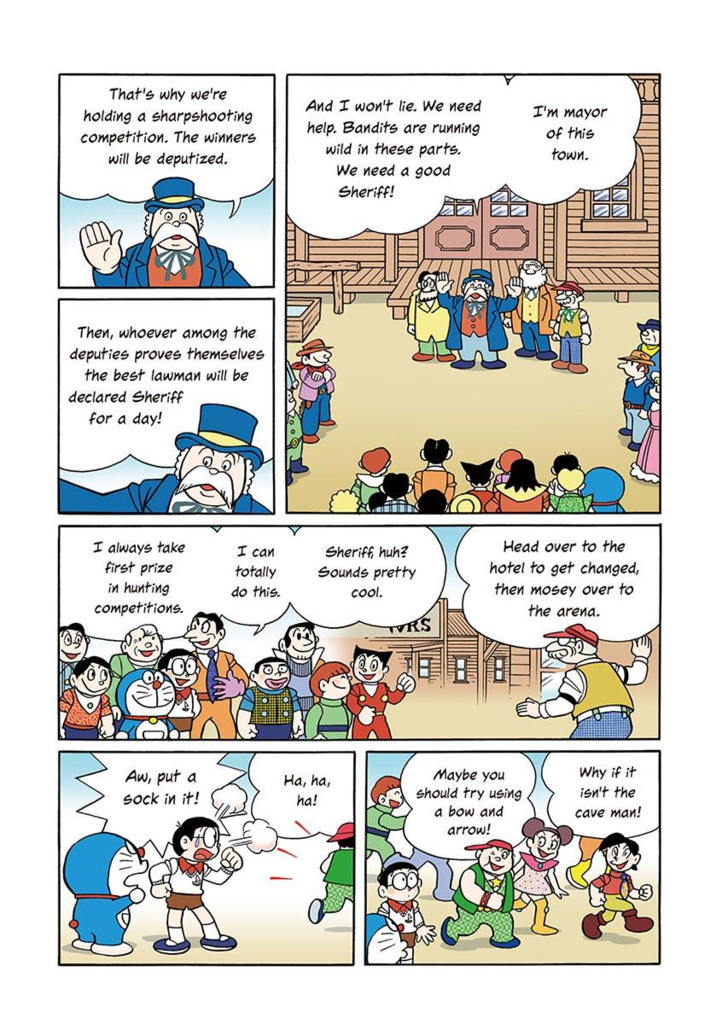 I'm mayor
of this
town.
And I won't lie. We need
help. Bandits are running
wild in these parts.
We need a good
Sheriff!
That's why we're
holding a sharpshooting
competition. The winners
will be deputized.
Then, whoever among the
deputies proves themselves
the best lawman will be
declared Sheriff
for a day!
Head over to the
hotel to get changed,
then mosey over to
the arena.
Sheriff, huh?
Sounds pretty
cool.
I can
totally
do this.
I always take
first prize
in hunting
competitions.
Why if it
isn't the
cave man!
Maybe you
should try using
a bow and
arrow!
Ha, ha,
ha!
Aw, put a
sock in it!